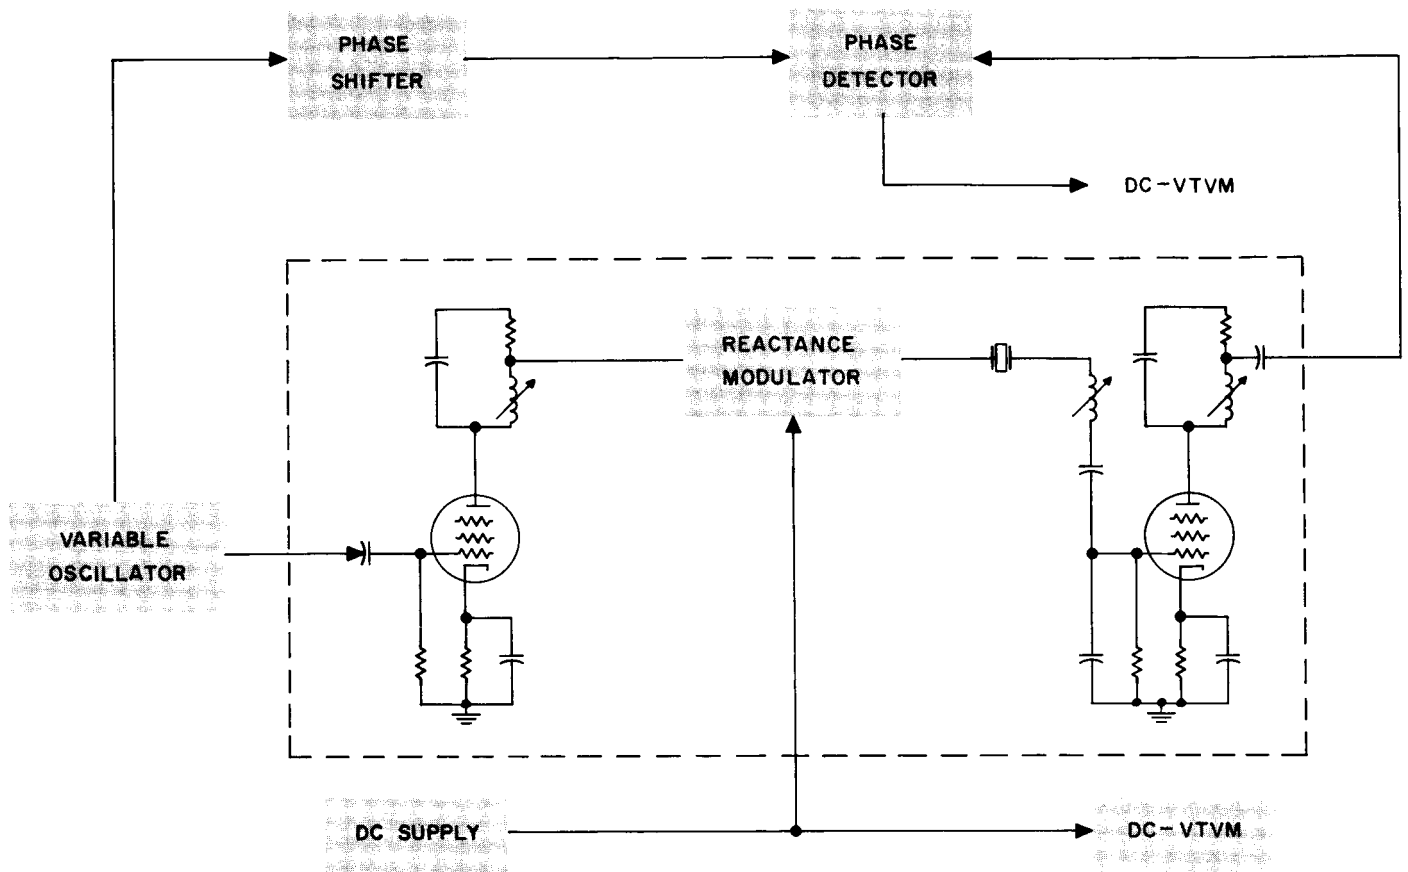 PHASE
SHIFTER
PHASE
DETECTOR
DC-VTVM
REACTANCE
MODULATOR
VARIABLE
OSCILLATOR
DC SUPPLY
DC-VTVM